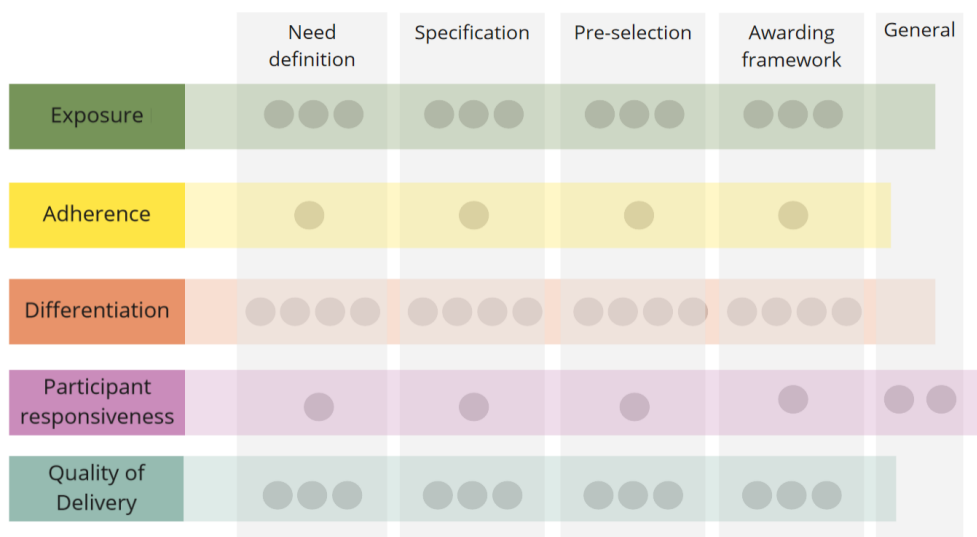 Need
definition
Specification
Pre-selection
Awarding
framework
General
Exposure
Adherence
Differentiation
Participant
responsiveness
Quality of
Delivery